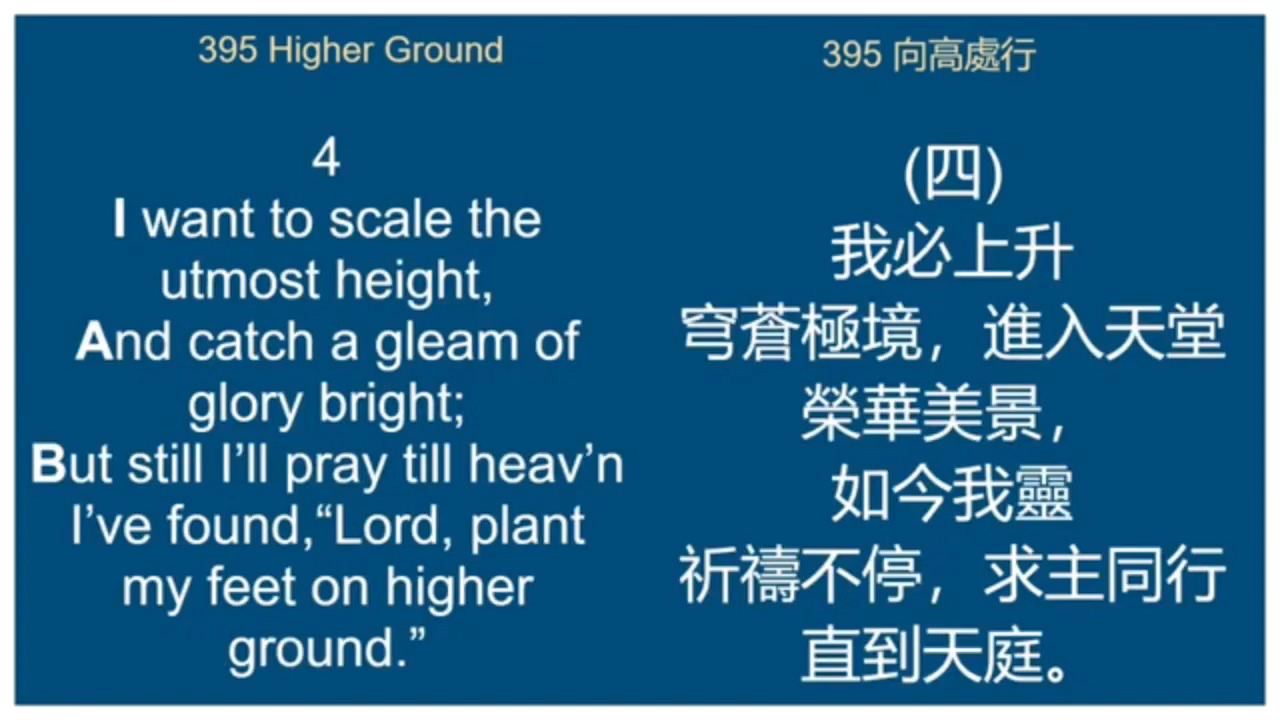 395 Higher Ground
4
I want to scale the
utmost height,
And catch a gleam of
glory bright;
But still I’ll pray till heav’n
I’ve found,“Lord, plant
my feet on higher
ground.”
395 向高處行
(四)
我必上升
穹蒼極境，進入天堂
榮華美景，
如今我靈
祈禱不停，求主同行
直到天庭。